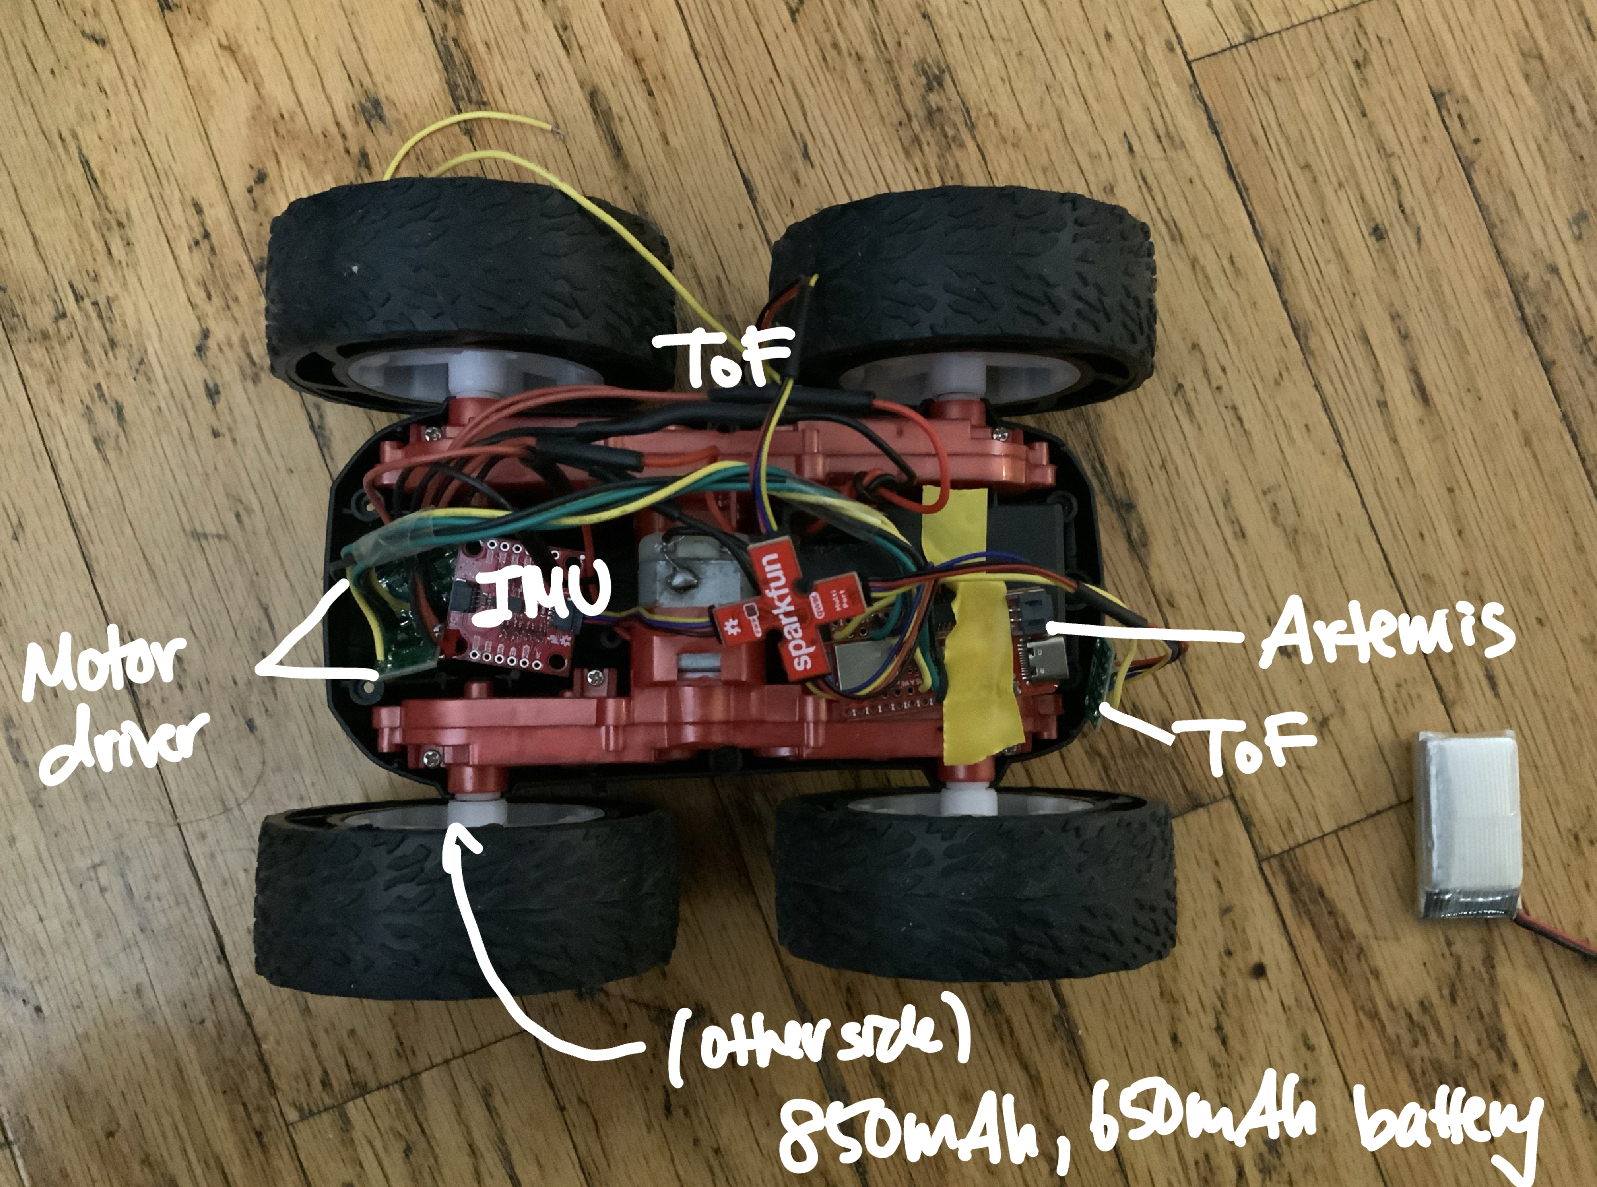 ToF
IMU
sparkfun
Motor
driver
Artemis
ToF
(other side)
850mAh, 650mAh battery